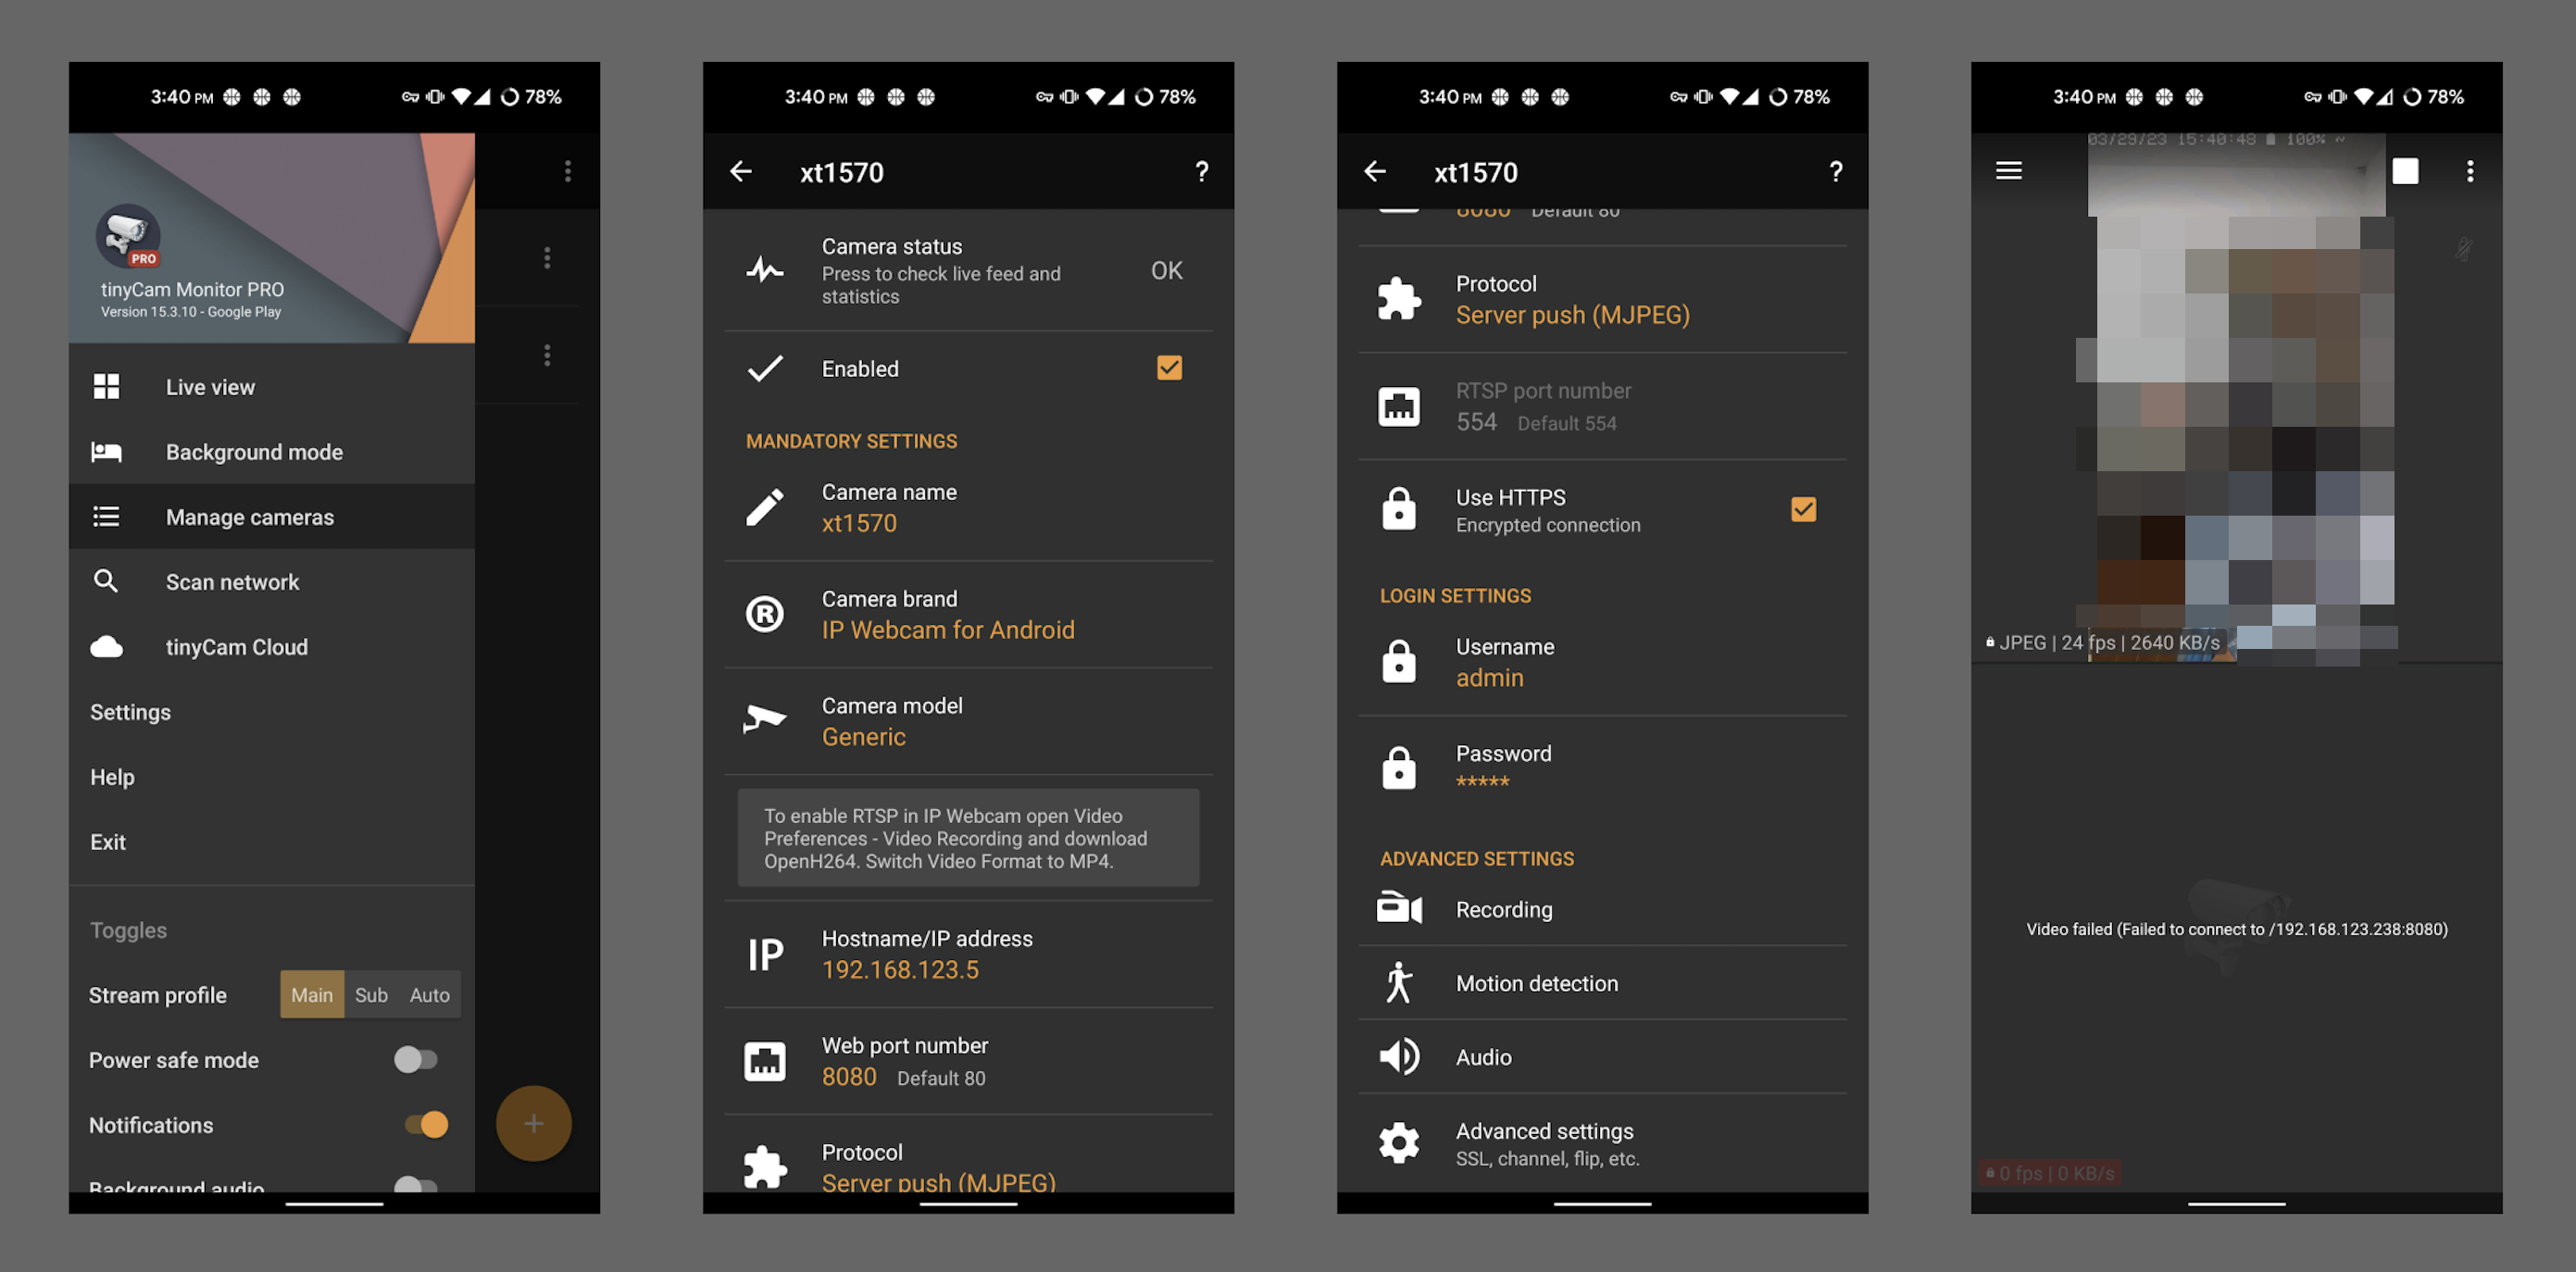 3:40 PM 78%
PRO
tinyCam Monitor PRO
Version 15.3.10 - Google Play
Live view
Background mode
Manage cameras
Scan network
tinyCam Cloud
Settings
Help
Exit
Toggles
Stream profile Main Sub Auto
Power safe mode
Notifications
Background audio
3:40 PM 78%
xt1570 ?
Camera status
Press to check live feed and
statistics
OK
Enabled
MANDATORY SETTINGS
Camera name
xt1570
Camera brand
IP Webcam for Android
Camera model
Generic
To enable RTSP in IP Webcam open Video
Preferences - Video Recording and download
OpenH264. Switch Video Format to MP4.
IP
Hostname/IP address
192.168.123.5
Web port number
8080 Default 80
Protocol
Server push (MJPEG)
3:40 PM 78%
xt1570 ?
8080 Default 80
Protocol
Server push (MJPEG)
RTSP port number
554 Default 554
Use HTTPS
Encrypted connection
LOGIN SETTINGS
Username
admin
Password
*****
ADVANCED SETTINGS
Recording
Motion detection
Audio
Advanced settings
SSL, channel, flip, etc.
3:40 PM 78%
03/29/23 15:40:48 100% ~
JPEG | 24 fps | 2640 KB/s
Video failed (Failed to connect to /192.168.123.238:8080)
0 fps | 0 KB/s